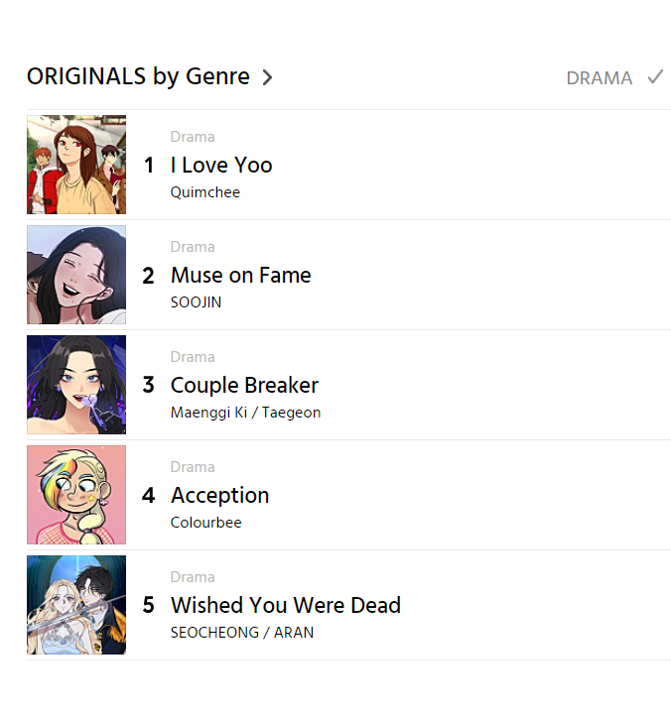 ORIGINALS by Genre
DRAMA
Drama
1 I Love Yoo
Quimchee
Drama
2 Muse on Fame
SOOJIN
Drama
3 Couple Breaker
Maenggi Ki / Taegeon
Drama
4 Acception
Colourbee
Drama
5 Wished You Were Dead
SEOCHEONG / ARAN